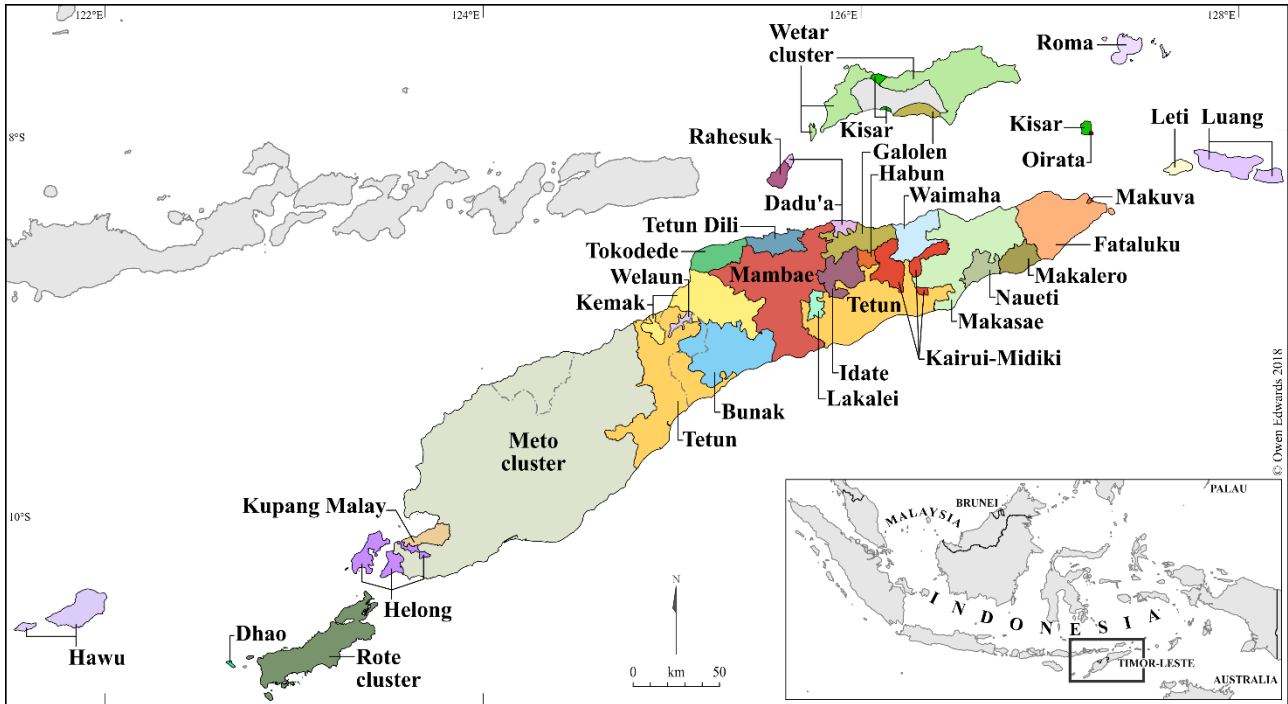 122°E
124°E
126°E
128°E
Wetar
cluster
Roma
8°S
Kisar
Kisar
Leti
Luang
Rahesuk
Galolen
Oirata
Habun
Waimaha
Dadu'a
Makuva
Tetun Dili
Tokodede
Fataluku
Welaun
Mambae
Makalero
Kemak
Tetun
Naueti
Makasae
Kairui-Midiki
Idate
Lakalei
Bunak
Tetun
Meto
cluster
© Owen Edwards 2018
Kupang Malay
10°S
Helong
Dhao
Hawu
Rote
cluster
N
km
0
50
PALAU
BRUNEI
MALAYSIA
INDONESIA
TIMOR-LESTE
AUSTRALIA